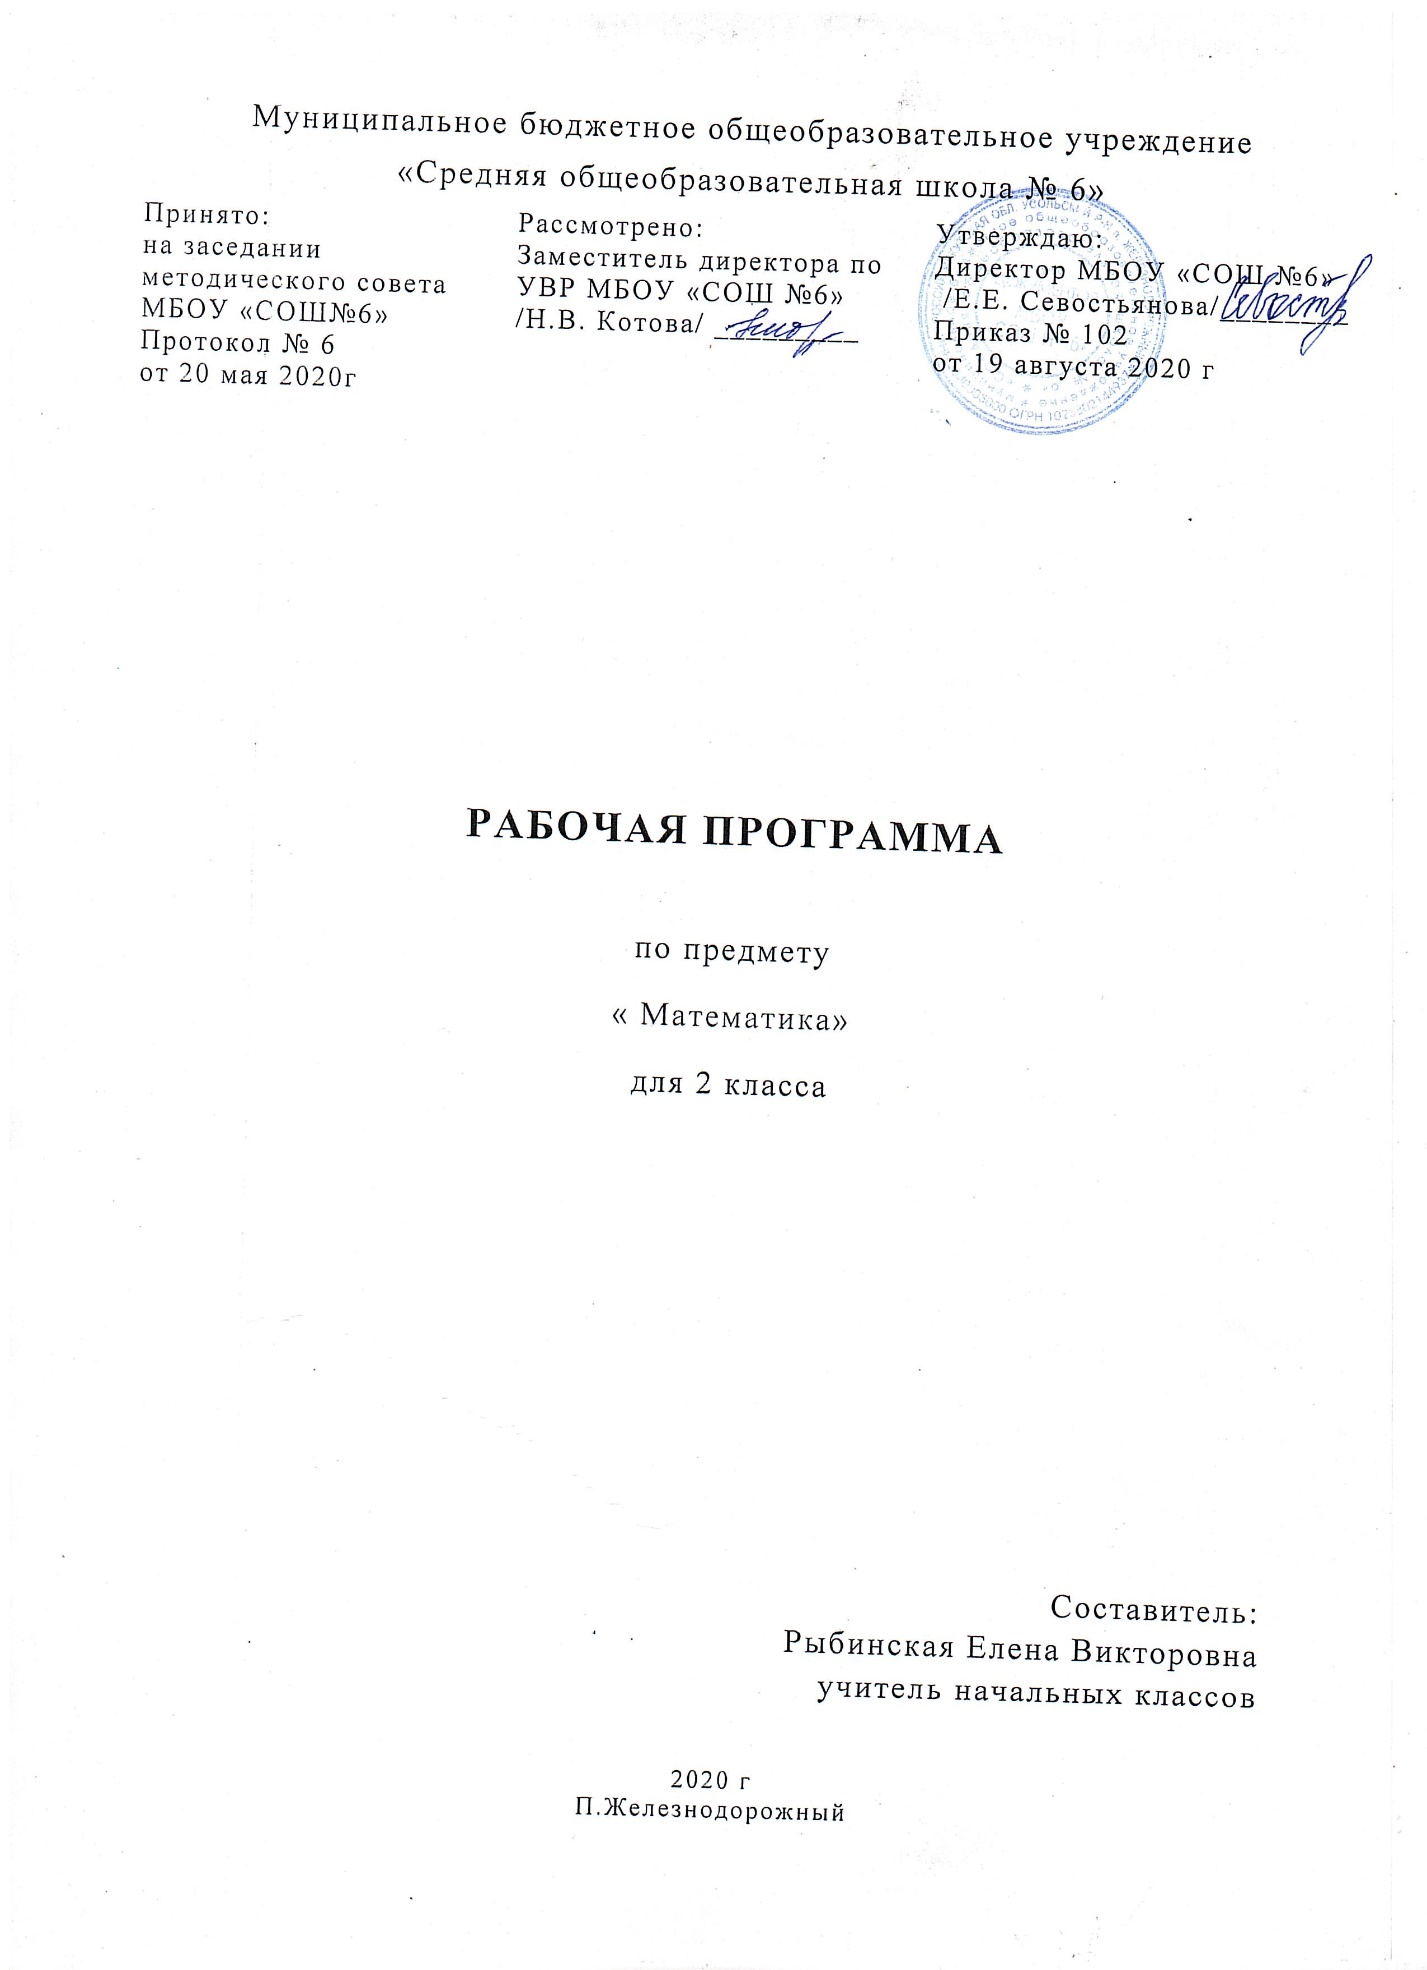 Муниципальное бюджетное общеобразовательное учреждение
«Средняя общеобразовательная школа № 6»
Принято:
на заседании
методического совета
МБОУ «СОШ№6»
Протокол № 6
от 20 мая 2020г
Рассмотрено:
Заместитель директора по
УВР МБОУ «СОШ №6»
/Н.В. Котова/ __________
Утверждаю:
Директор МБОУ «СОШ №6»
/Е.Е. Севостьянова/_________
Приказ № 102
от 19 августа 2020 г
РАБОЧАЯ ПРОГРАММА
по предмету
« Математика»
для 2 класса
Составитель:
Рыбинская Елена Викторовна
учитель начальных классов
2020 г
П.Железнодорожный